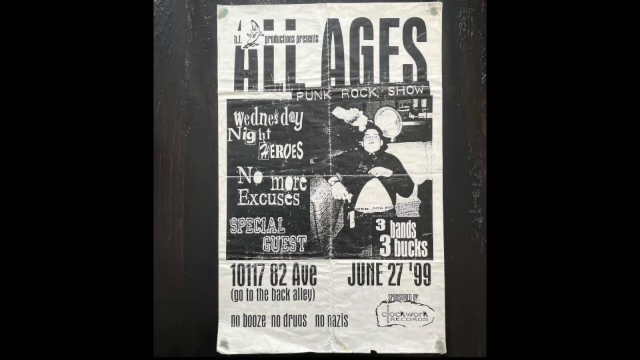 n.f. productions presents
ALL AGES
PUNK ROCK SHOW
Wednesday
Night
HEROES
No more
Excuses
SPECIAL
GUEST
3 bands
3 bucks
10117 82 Ave
(go to the back alley)
JUNE 27 '99
no booze no drugs no nazis
SPONSORED BY
clockwork
RECORDS